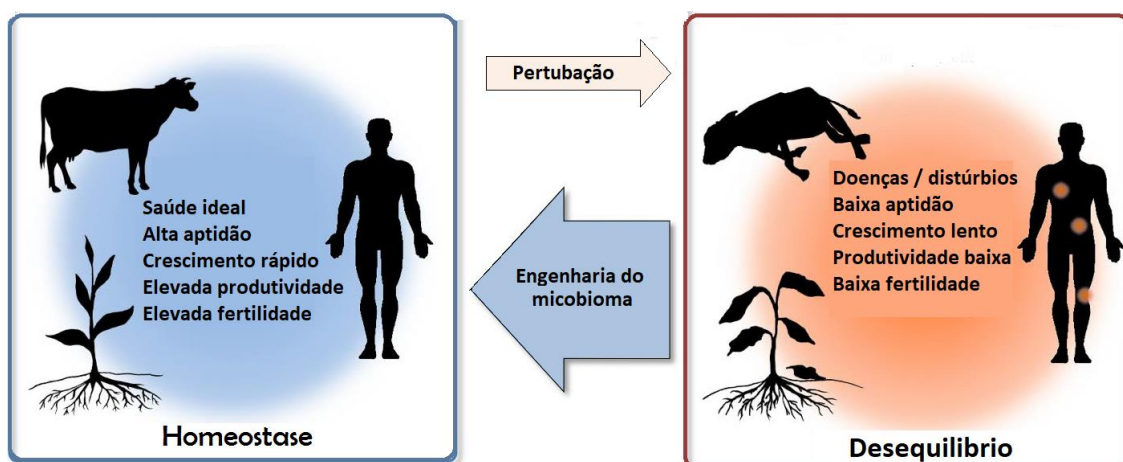 Pertubação
Saúde ideal
Alta aptidão
Crescimento rápido
Elevada produtividade
Elevada fertilidade
Homeostase
Engenharia do
micobioma
Doenças / distúrbios
Baixa aptidão
Crescimento lento
Produtividade baixa
Baixa fertilidade
Desequilibrio